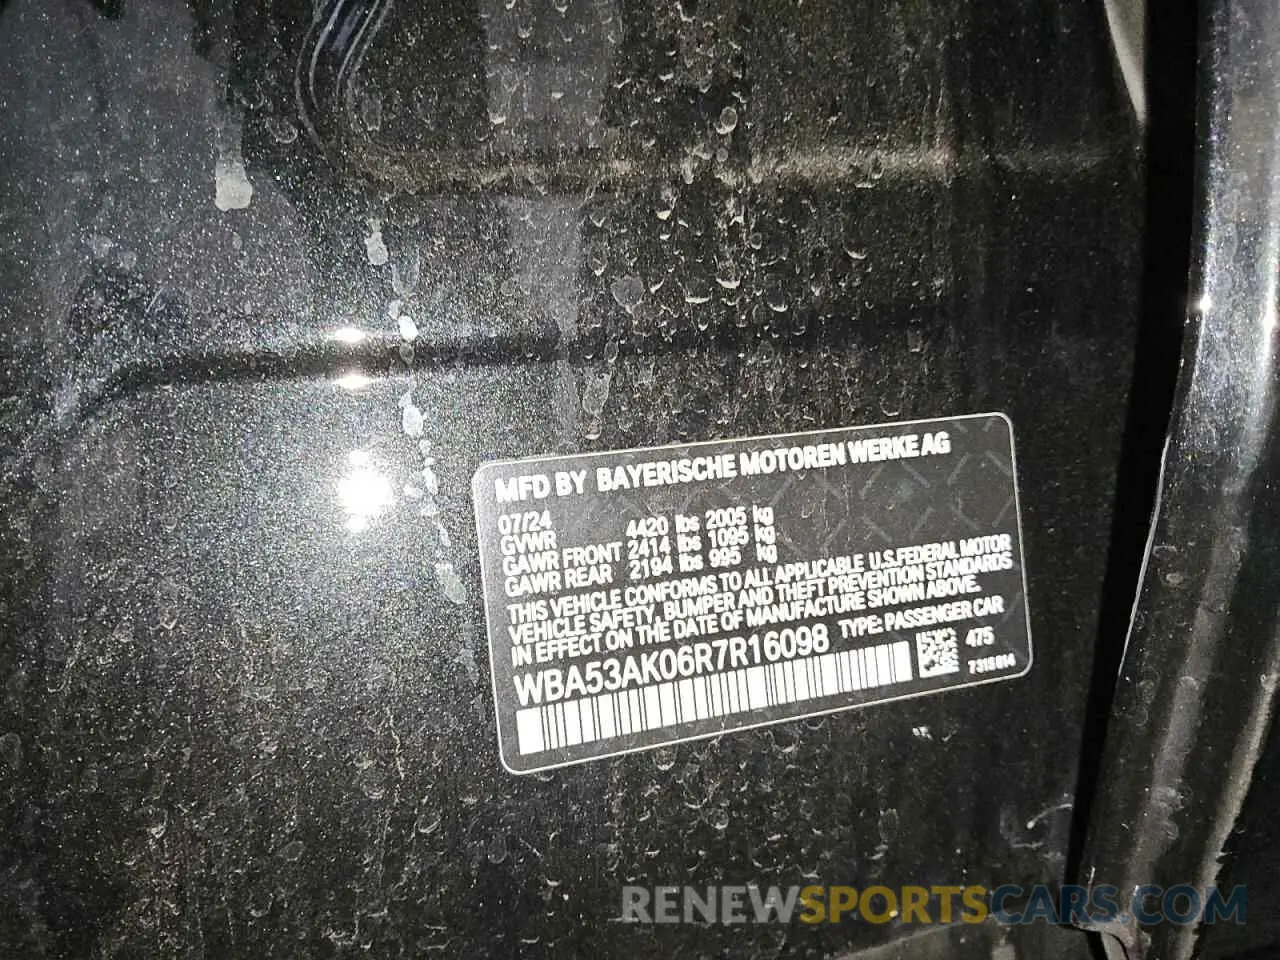 MFD BY BAYERISCHE MOTOREN WERKE AG
07/24
GVWR 4420 lbs 2005 kg
GAWR FRONT 2414 lbs 1095 kg
GAWR REAR 2194 lbs 995 kg
THIS VEHICLE CONFORMS TO ALL APPLICABLE U.S.FEDERAL MOTOR
VEHICLE SAFETY, BUMPER AND THEFT PREVENTION STANDARDS
IN EFFECT ON THE DATE OF MANUFACTURE SHOWN ABOVE.
WBA53AK06R7R16098 TYPE: PASSENGER CAR
475
RENEWSPORTSCARS.COM